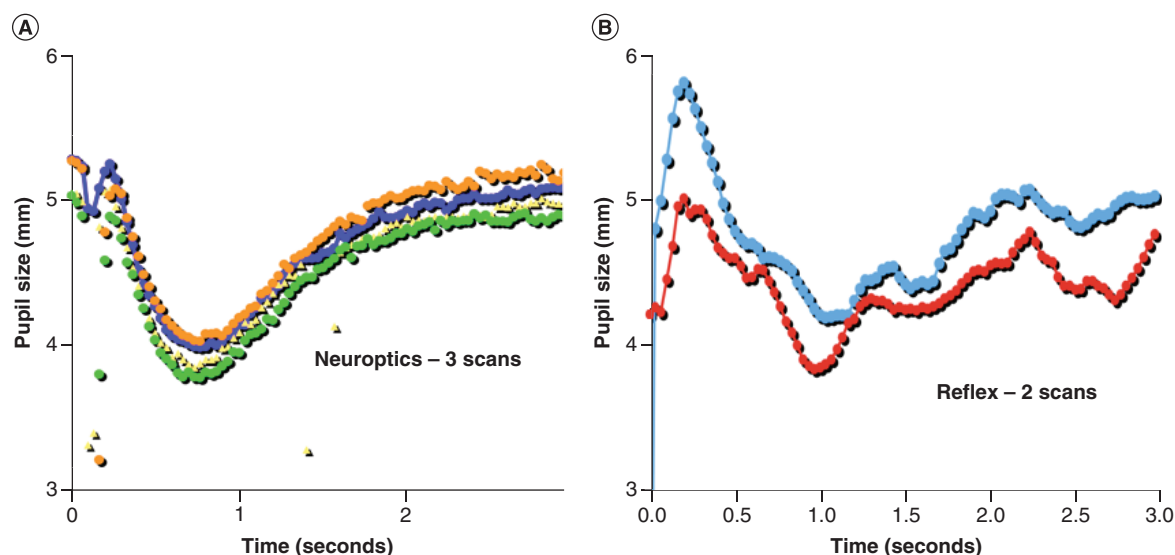 A
6
5
4
3
Pupil size (mm)
0
1
2
Time (seconds)
Neuroptics – 3 scans
B
6
5
4
3
Pupil size (mm)
0.0
0.5
1.0
1.5
2.0
2.5
3.0
Time (seconds)
Reflex – 2 scans